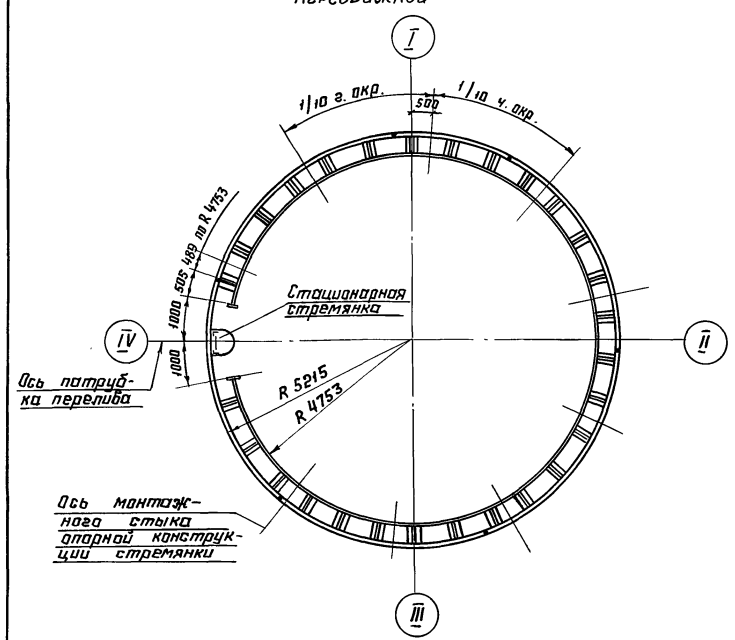 передвижной
I
1/10 г. окр.
1/10 ч. окр.
500
489 по R 4753
505
1000
Стационарная
стремянка
IV
II
1000
Ось патруб-
ка перелива
R 5215
R 4753
Ось монтаж-
ного стыка
опорной конструк-
ции стремянки
III